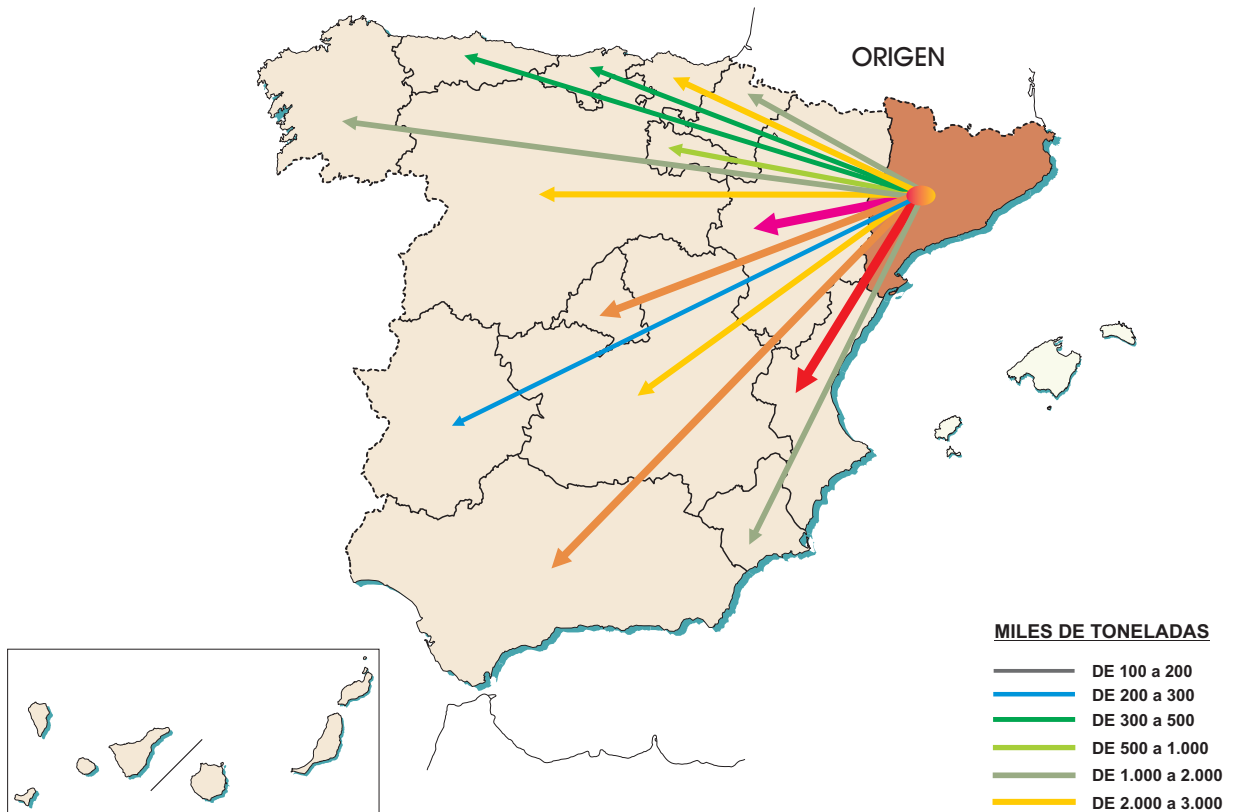 ORIGEN
MILES DE TONELADAS
DE 100 a 200
DE 200 a 300
DE 300 a 500
DE 500 a 1.000
DE 1.000 a 2.000
DE 2.000 a 3.000